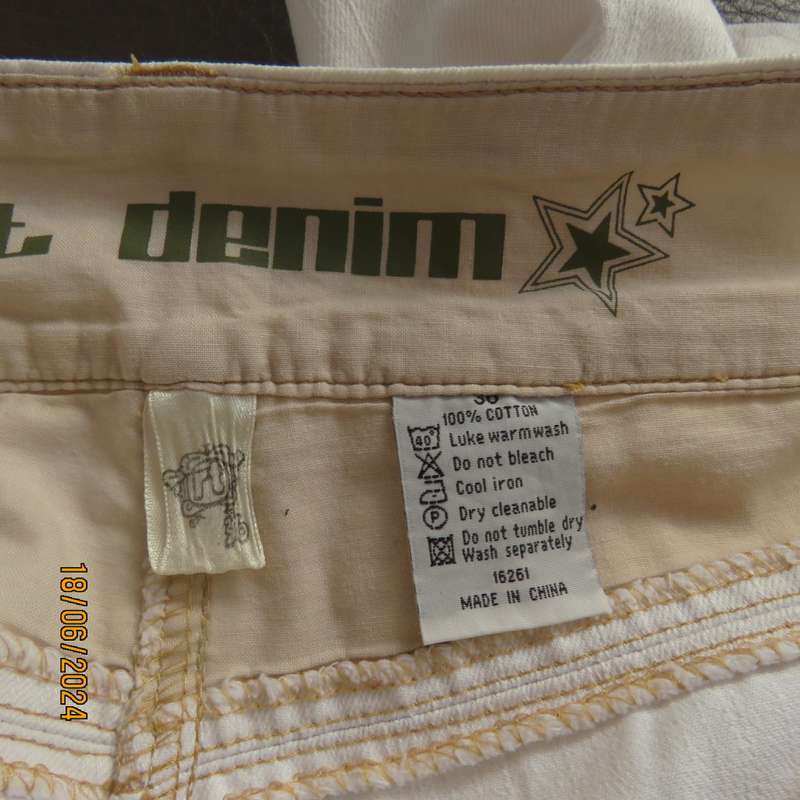 t denim
36
100% COTTON
40°
Luke warmwash
Do not bleach
Cool iron
P
Dry cleanable
Do not tumble dry
Wash separately
16261
MADE IN CHINA
18/06/2024